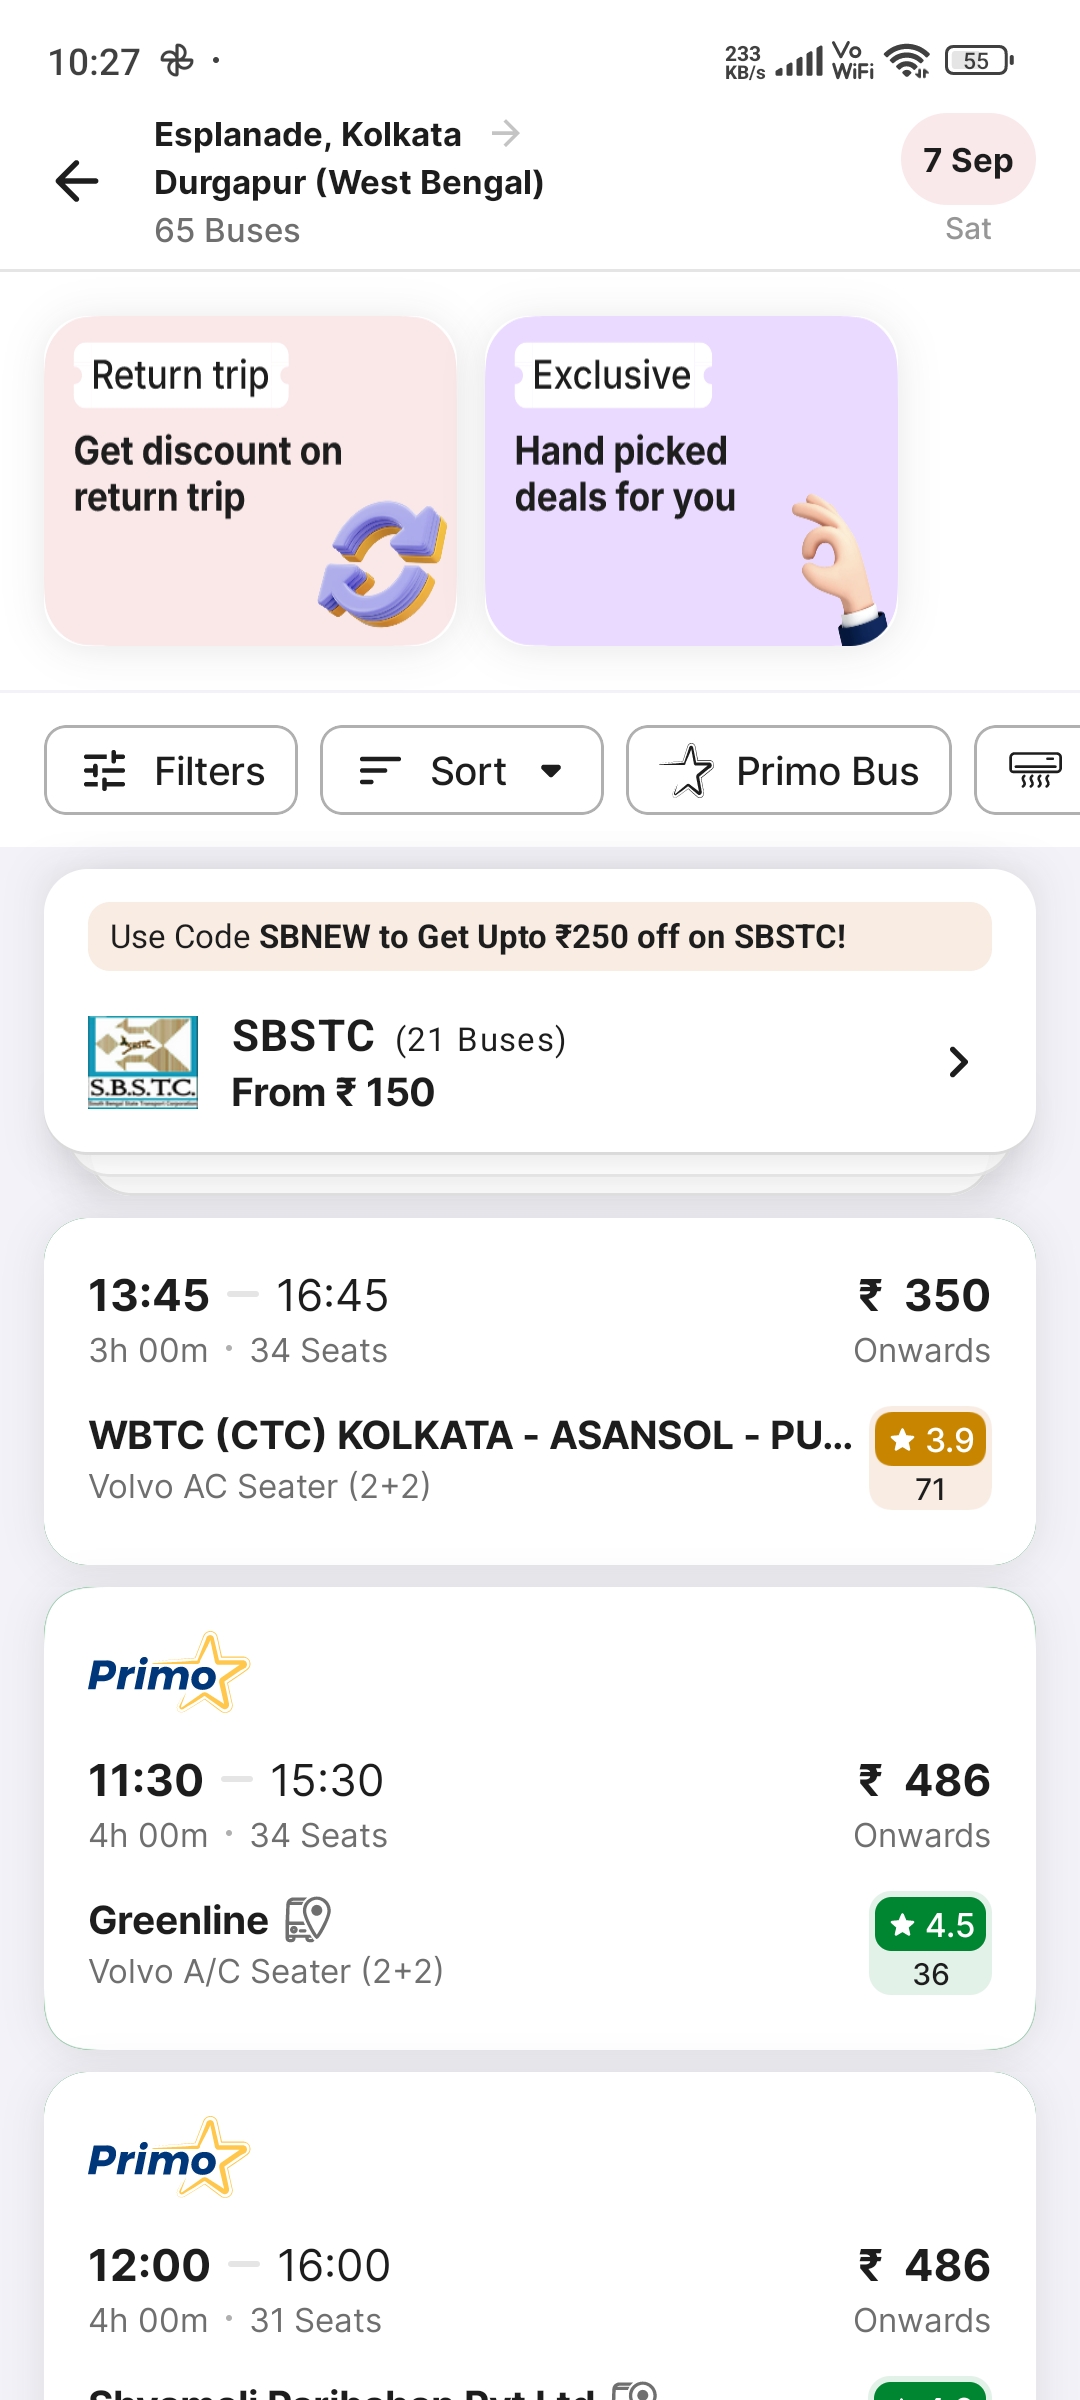 10:27
233 KB/s
Vo WiFi
55
Esplanade, Kolkata
Durgapur (West Bengal)
65 Buses
7 Sep
Sat
Return trip
Get discount on
return trip
Exclusive
Hand picked
deals for you
Filters
Sort
Primo Bus
Use Code SBNEW to Get Upto ₹250 off on SBSTC!
S.B.S.T.C.
SBSTC (21 Buses)
From ₹ 150
13:45 — 16:45
₹ 350
3h 00m · 34 Seats
Onwards
WBTC (CTC) KOLKATA - ASANSOL - PU...
3.9
Volvo AC Seater (2+2)
71
Primo
11:30 — 15:30
₹ 486
4h 00m · 34 Seats
Onwards
Greenline
4.5
Volvo A/C Seater (2+2)
36
Primo
12:00 — 16:00
₹ 486
4h 00m · 31 Seats
Onwards
Shyamoli Paribahan Pvt Ltd